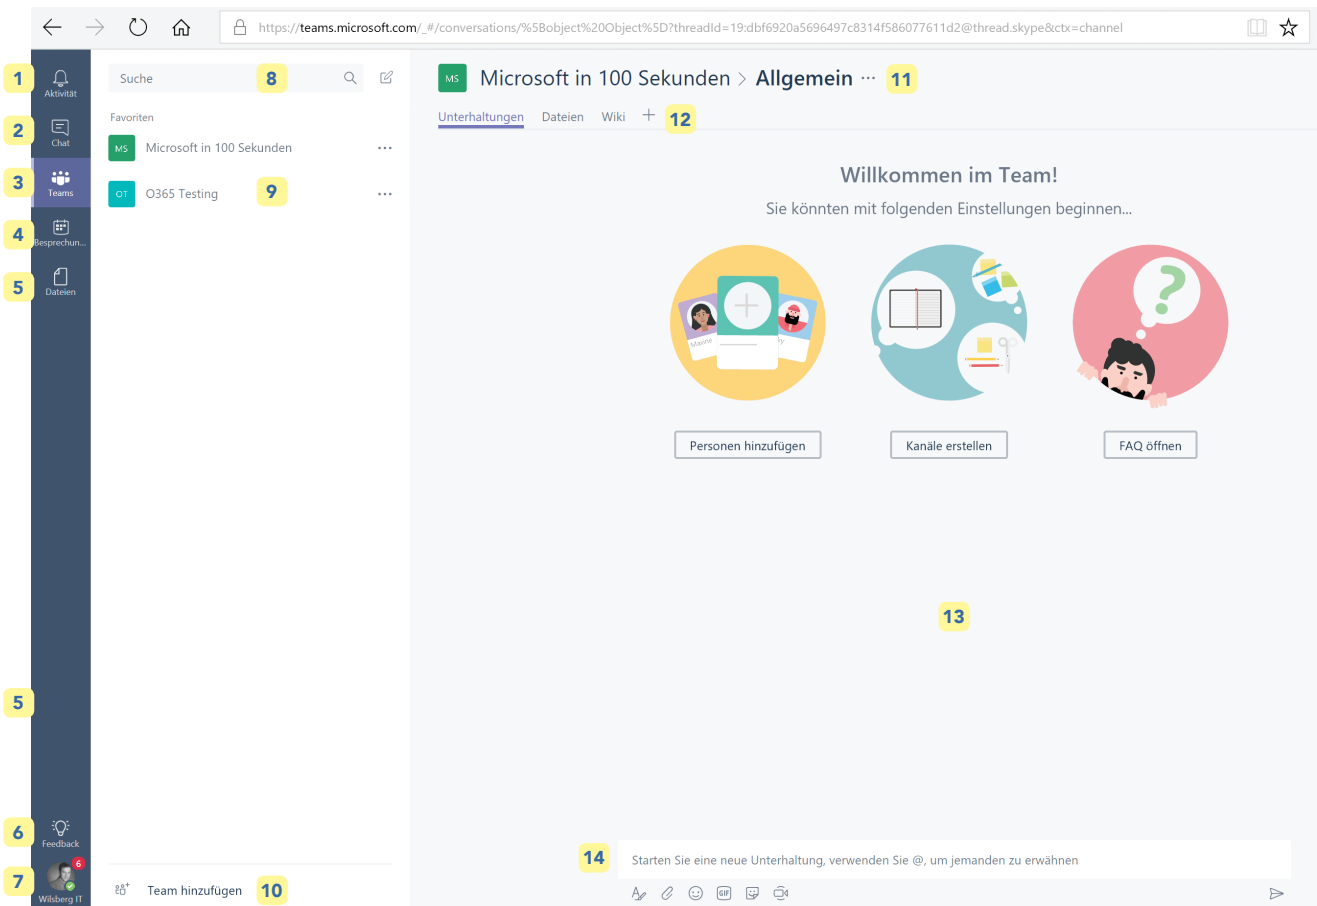 https://teams.microsoft.com/_#/conversations/%5Bobject%20Object%5D?threadId=19:dbf6920a5696497c8314f586077611d2@thread.skype&ctx=channel
1
Aktivität
2
Chat
3
Teams
4
Besprechun...
5
Dateien
5
6
Feedback
6
7
Wilsberg IT
Suche
8
Favoriten
MS
Microsoft in 100 Sekunden
...
OT
O365 Testing
9
...
Team hinzufügen
10
MS
Microsoft in 100 Sekunden > Allgemein ...
11
Unterhaltungen Dateien Wiki +
12
Willkommen im Team!
Sie könnten mit folgenden Einstellungen beginnen...
Maxine
ky
?
Personen hinzufügen
Kanäle erstellen
FAQ öffnen
13
14
Starten Sie eine neue Unterhaltung, verwenden Sie @, um jemanden zu erwähnen
GIF